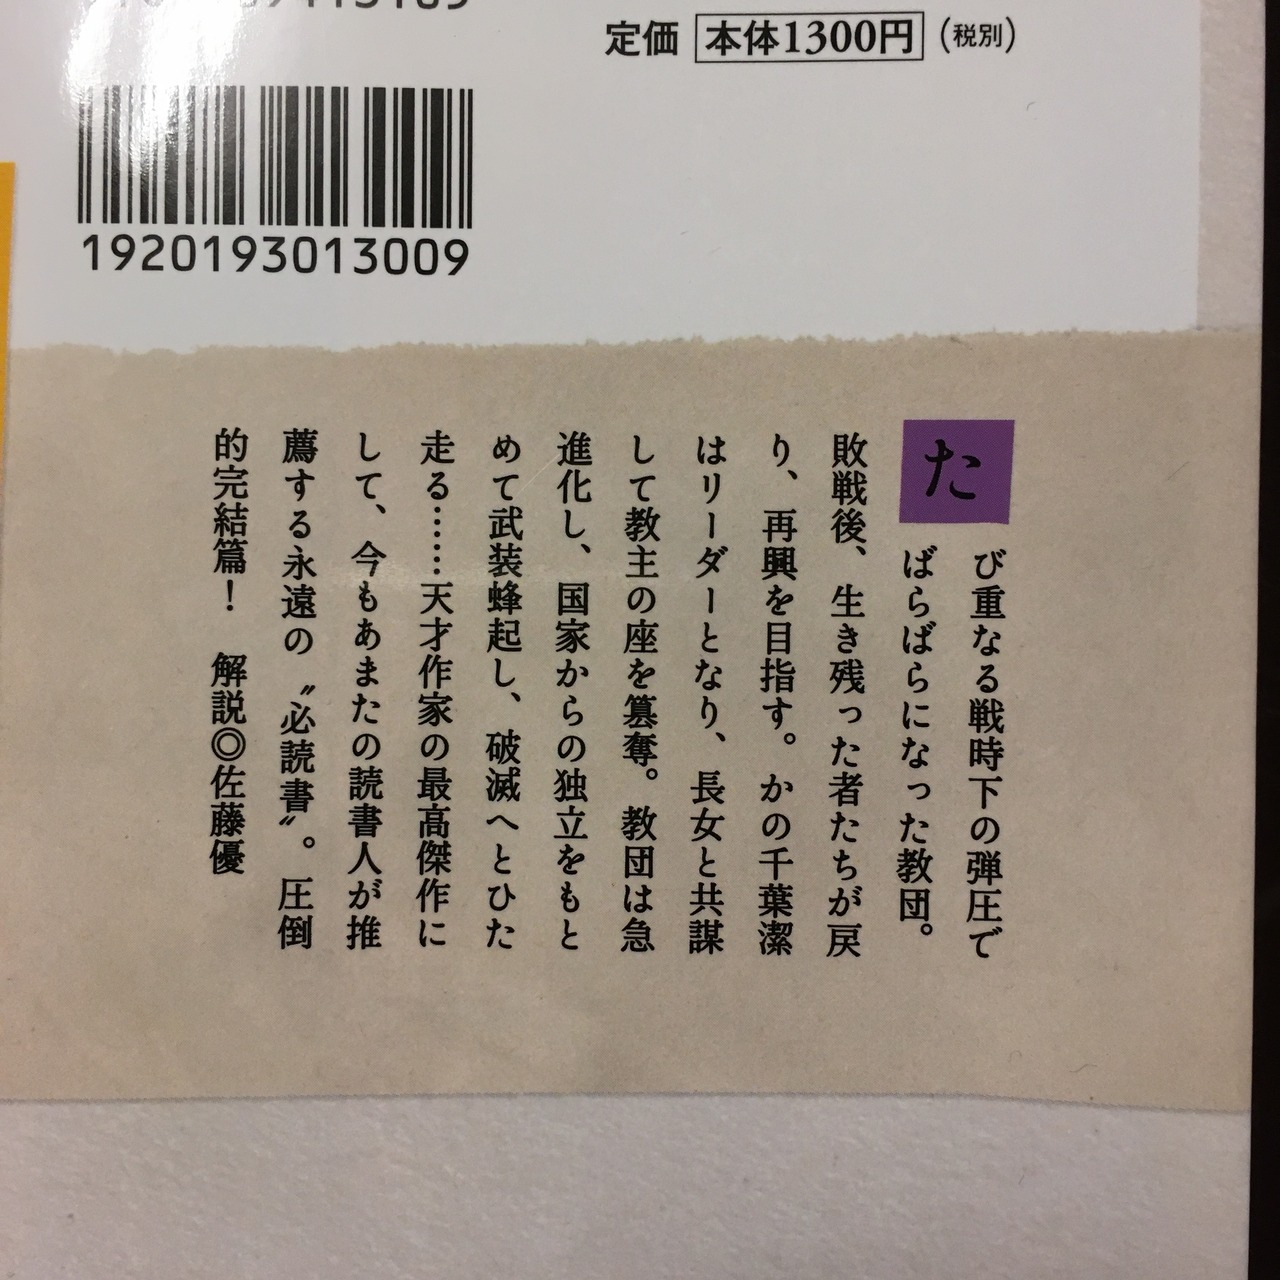 定価 本体1300円 (税別)
1920193013009
たび重なる戦時下の弾圧で
ばらばらになった教団。
敗戦後、生き残った者たちが戻
り、再興を目指す。かの千葉潔
はリーダーとなり、長女と共謀
して教主の座を簒奪。教団は急
進化し、国家からの独立をもと
めて武装蜂起し、破滅へとひた
走る……天才作家の最高傑作に
して、今もあまたの読書人が推
薦する永遠の〝必読書〟。圧倒
的完結篇！　解説◎佐藤優